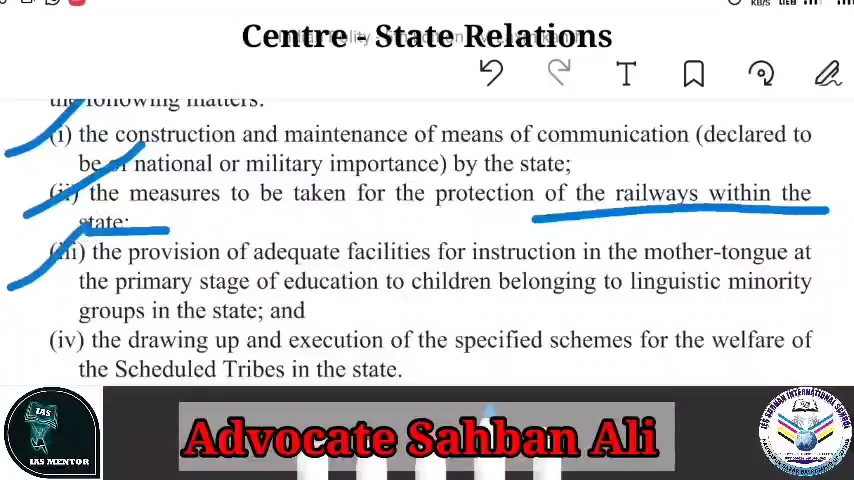 KB/S
Centre - State Relations
the following matters:
(i) the construction and maintenance of means of communication (declared to
be of national or military importance) by the state;
(ii) the measures to be taken for the protection of the railways within the
state;
(iii) the provision of adequate facilities for instruction in the mother-tongue at
the primary stage of education to children belonging to linguistic minority
groups in the state; and
(iv) the drawing up and execution of the specified schemes for the welfare of
the Scheduled Tribes in the state.
IAS
IAS MENTOR
Advocate Sahban Ali